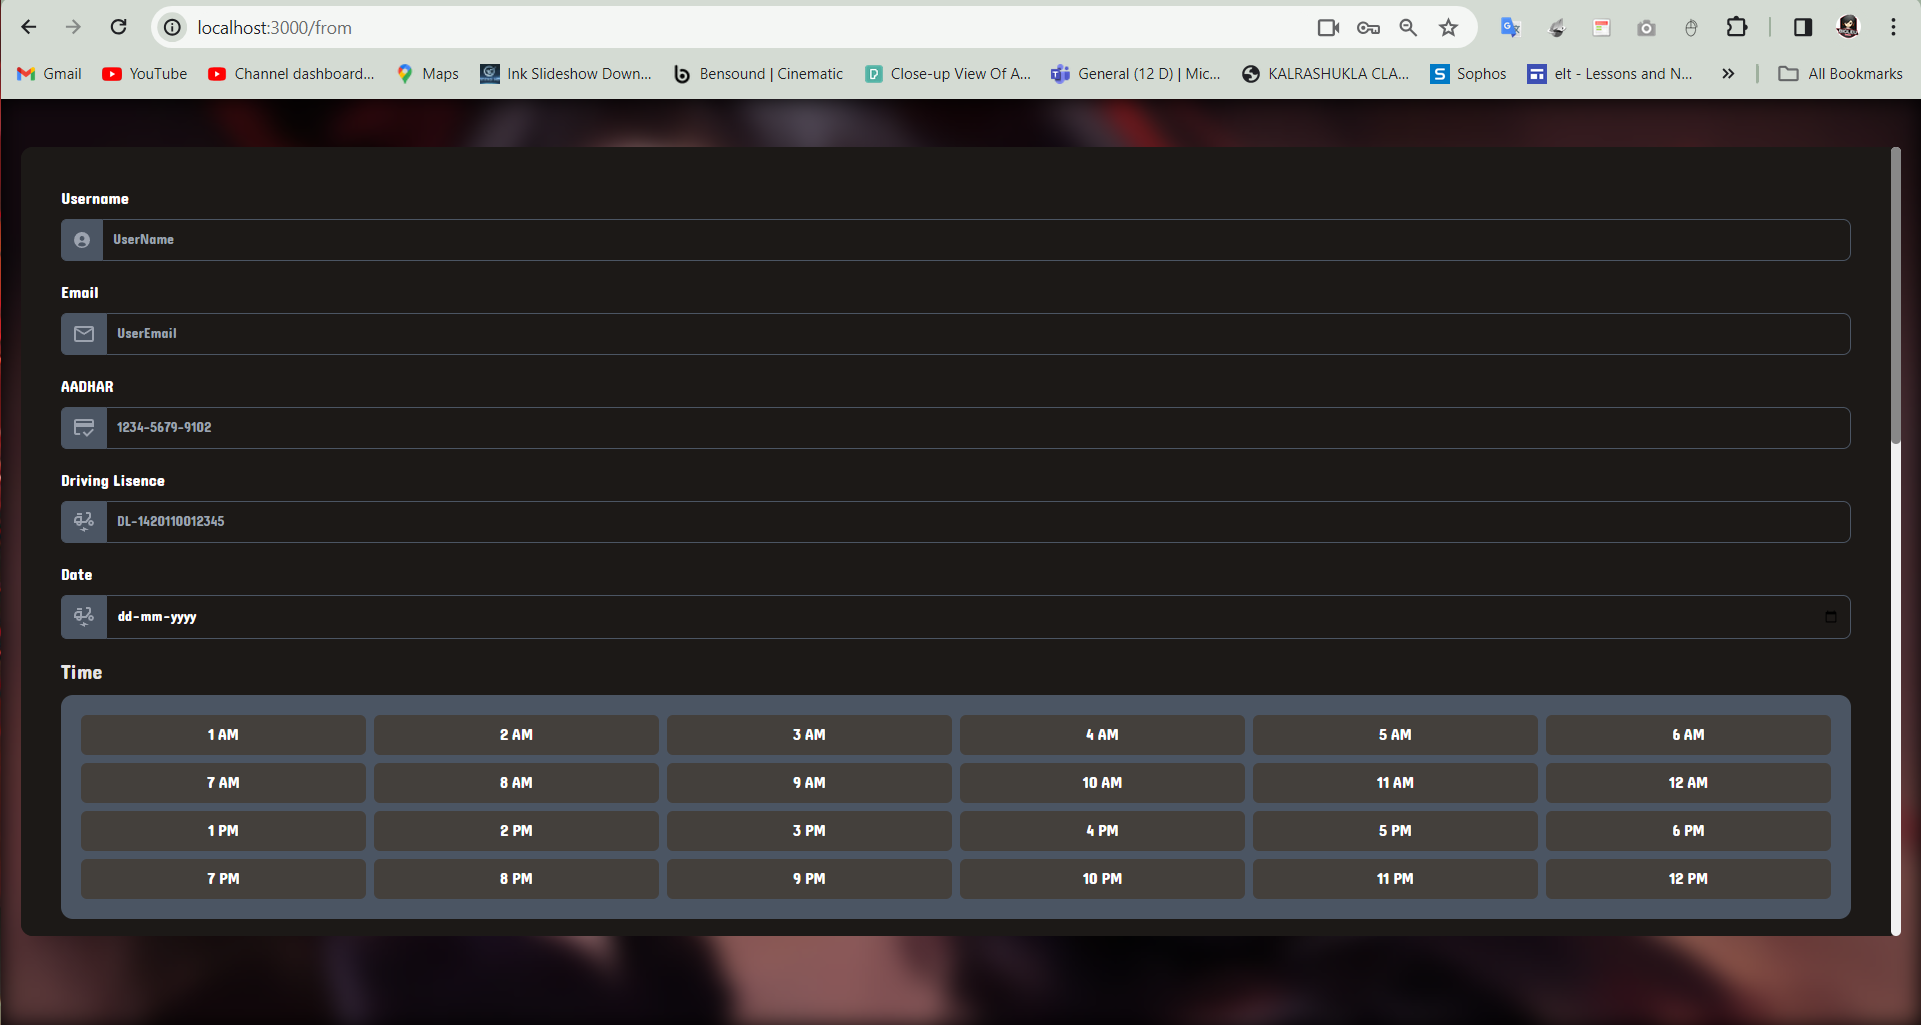 localhost:3000/from
Gmail YouTube Channel dashboard... Maps Ink Slideshow Down... Bensound | Cinematic Close-up View Of A... General (12 D) | Mic... KALRASHUKLA CLA... Sophos elt - Lessons and N... » All Bookmarks
Username
UserName
Email
UserEmail
AADHAR
1234-5679-9102
Driving Lisence
DL-1420110012345
Date
dd-mm-yyyy
Time
1 AM 2 AM 3 AM 4 AM 5 AM 6 AM
7 AM 8 AM 9 AM 10 AM 11 AM 12 AM
1 PM 2 PM 3 PM 4 PM 5 PM 6 PM
7 PM 8 PM 9 PM 10 PM 11 PM 12 PM